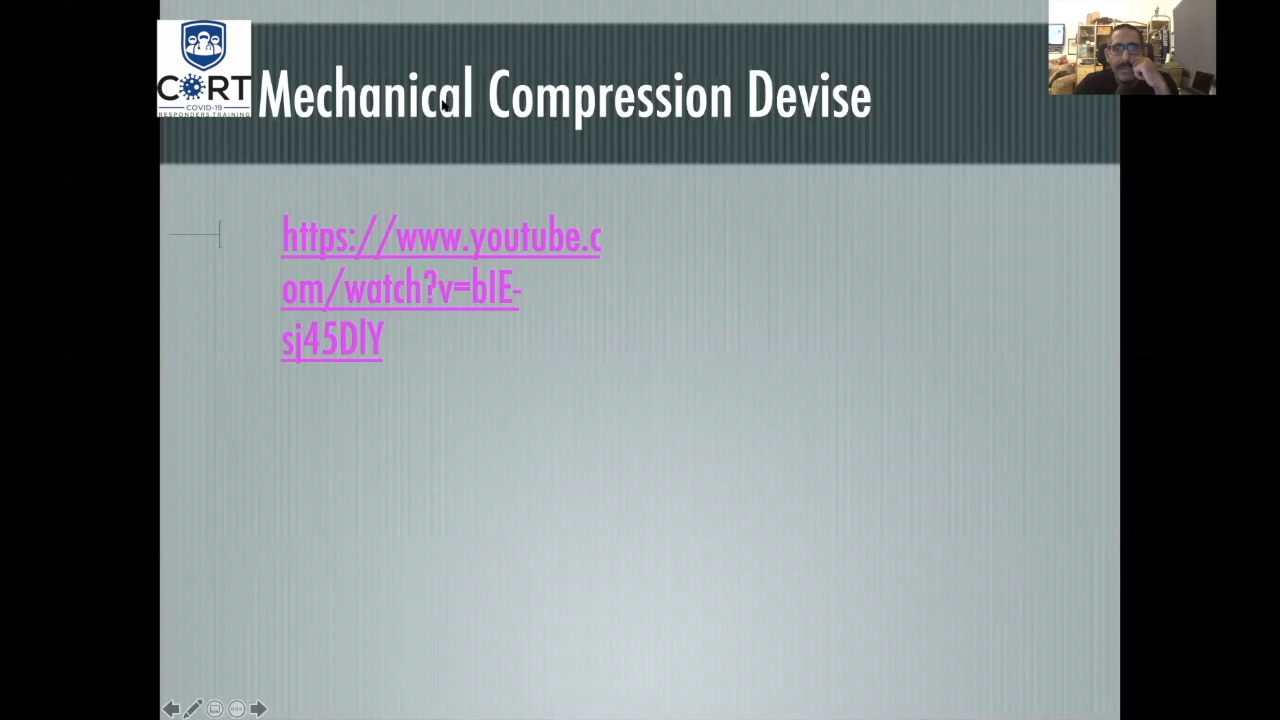 CORT
COVID-19
RESPONDERS TRAINING
Mechanical Compression Devise
https://www.youtube.c
om/watch?v=bIE-
sj45DlY